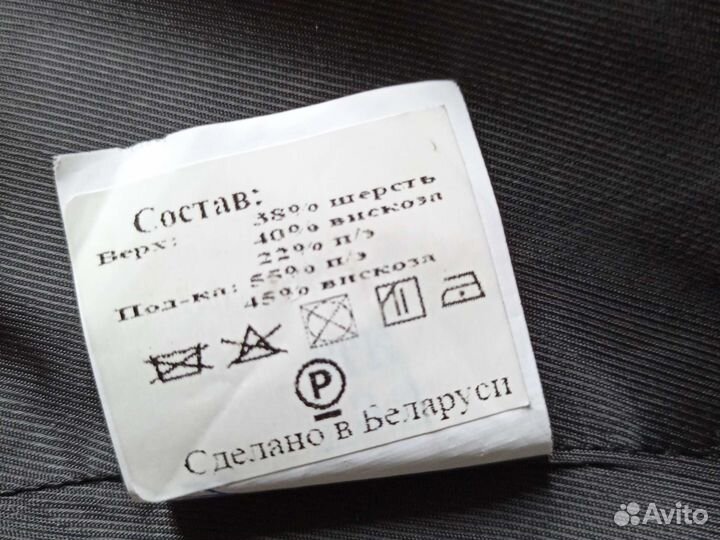 Состав:
Верх: 38% шерсть
40% вискоза
22% п/э
Под-ка: 55% п/э
45% вискоза
P
Сделано в Беларуси
Avito